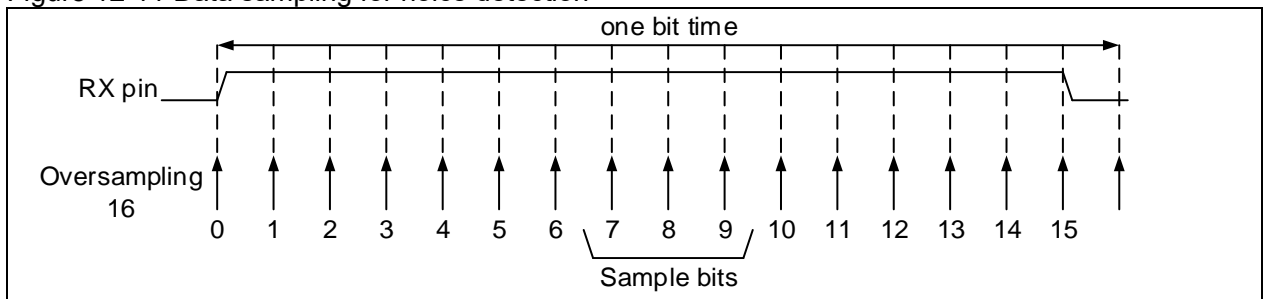 Figure 12-11 Data sampling for noise detection
one bit time
RX pin
Oversampling
16
0 1 2 3 4 5 6 7 8 9 10 11 12 13 14 15
Sample bits